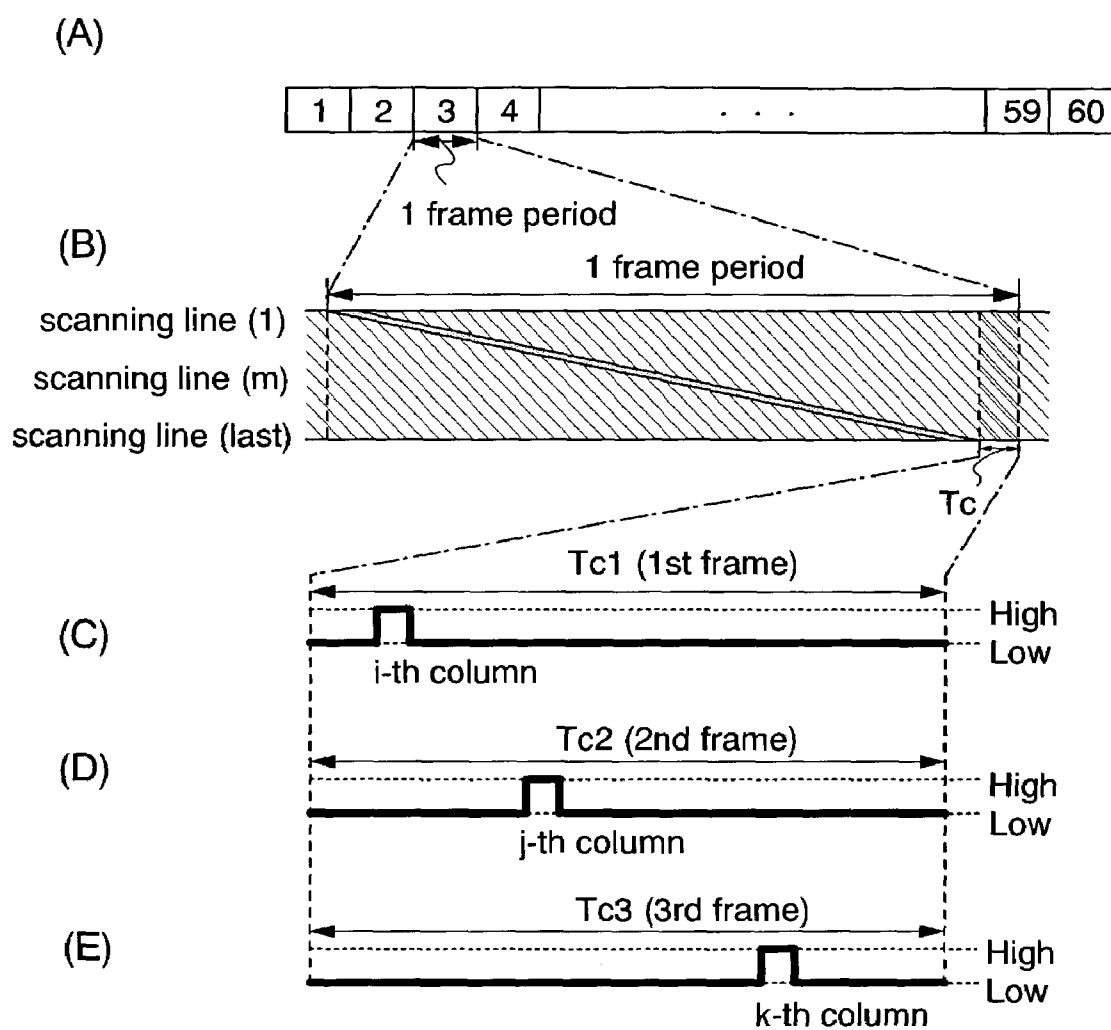 (A)
1 2 3 4 . . . 59 60
1 frame period
(B)
1 frame period
scanning line (1)
scanning line (m)
scanning line (last)
Tc
Tc1 (1st frame)
(C)
High
Low
i-th column
Tc2 (2nd frame)
(D)
High
Low
j-th column
Tc3 (3rd frame)
(E)
High
Low
k-th column